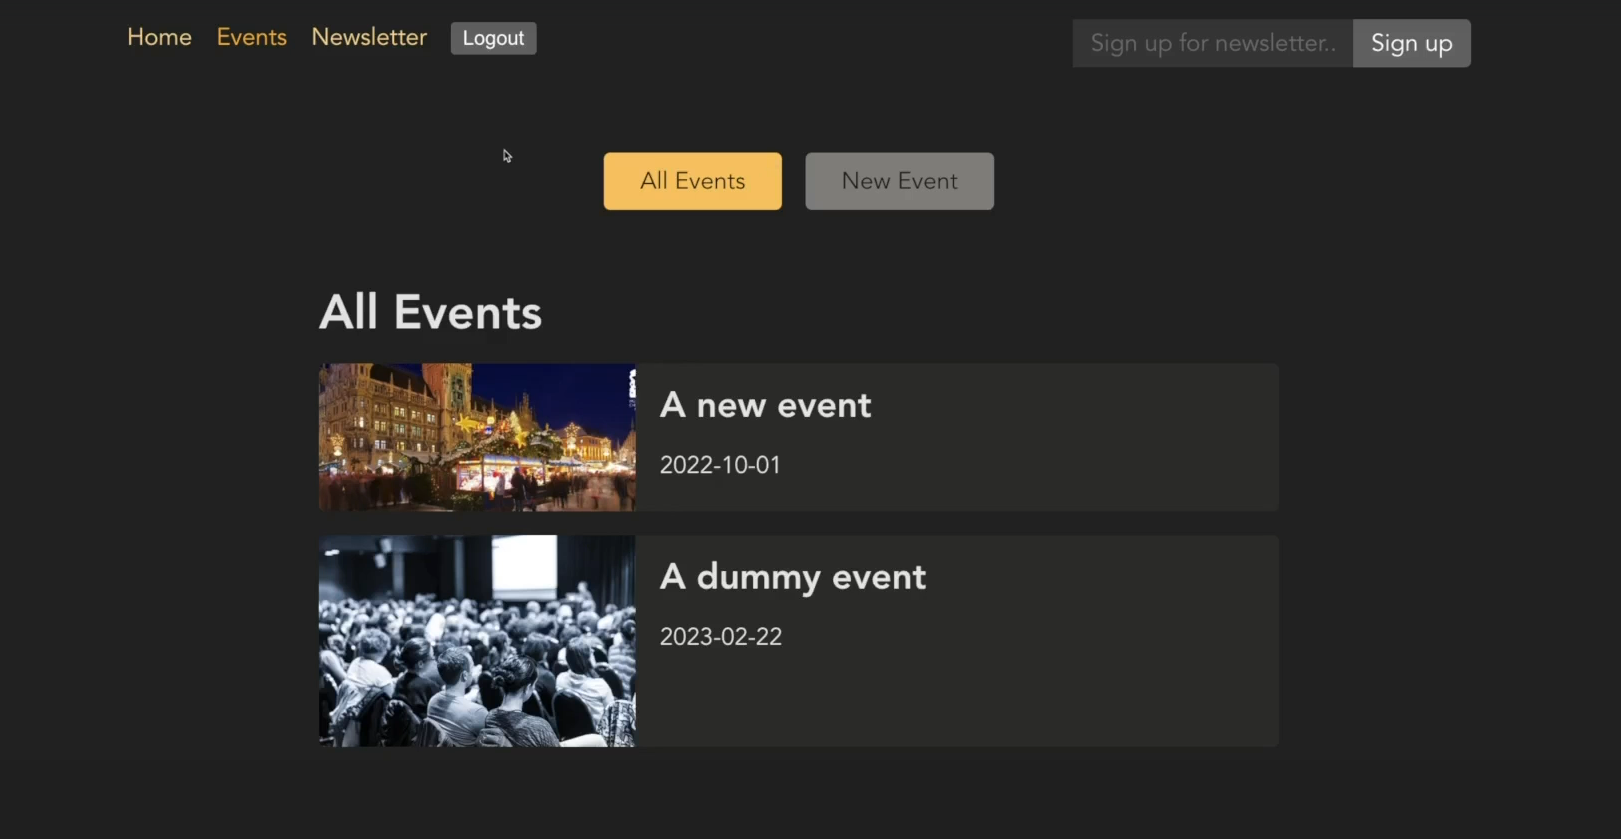 Home Events Newsletter Logout
Sign up for newsletter.. Sign up
All Events New Event
All Events
A new event
2022-10-01
A dummy event
2023-02-22